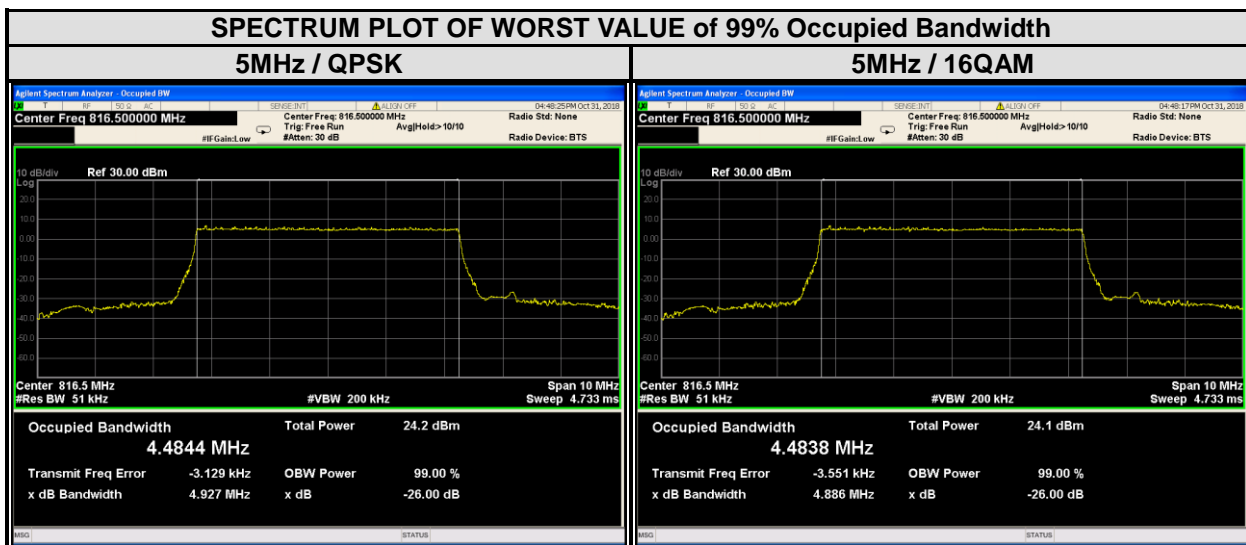 SPECTRUM PLOT OF WORST VALUE of 99% Occupied Bandwidth
5MHz / QPSK
5MHz / 16QAM
Agilent Spectrum Analyzer - Occupied BW
T RF 50 Ω AC SENSE:INT ALIGN OFF 04:48:25PM Oct 31, 2018
Center Freq 816.500000 MHz
Center Freq: 816.500000 MHz Radio Std: None
Trig: Free Run Avg|Hold:> 10/10
#IFGain:Low #Atten: 30 dB Radio Device: BTS
10 dB/div Ref 30.00 dBm
Log
20.0
10.0
0.00
-10.0
-20.0
-30.0
-40.0
-50.0
-60.0
Center 816.5 MHz Span 10 MHz
#Res BW 51 kHz #VBW 200 kHz Sweep 4.733 ms
Occupied Bandwidth Total Power 24.2 dBm
4.4844 MHz
Transmit Freq Error -3.129 kHz OBW Power 99.00 %
x dB Bandwidth 4.927 MHz x dB -26.00 dB
MSG STATUS
Agilent Spectrum Analyzer - Occupied BW
T RF 50 Ω AC SENSE:INT ALIGN OFF 04:48:17PM Oct 31, 2018
Center Freq 816.500000 MHz
Center Freq: 816.500000 MHz Radio Std: None
Trig: Free Run Avg|Hold:> 10/10
#IFGain:Low #Atten: 30 dB Radio Device: BTS
10 dB/div Ref 30.00 dBm
Log
20.0
10.0
0.00
-10.0
-20.0
-30.0
-40.0
-50.0
-60.0
Center 816.5 MHz Span 10 MHz
#Res BW 51 kHz #VBW 200 kHz Sweep 4.733 ms
Occupied Bandwidth Total Power 24.1 dBm
4.4838 MHz
Transmit Freq Error -3.551 kHz OBW Power 99.00 %
x dB Bandwidth 4.886 MHz x dB -26.00 dB
MSG STATUS